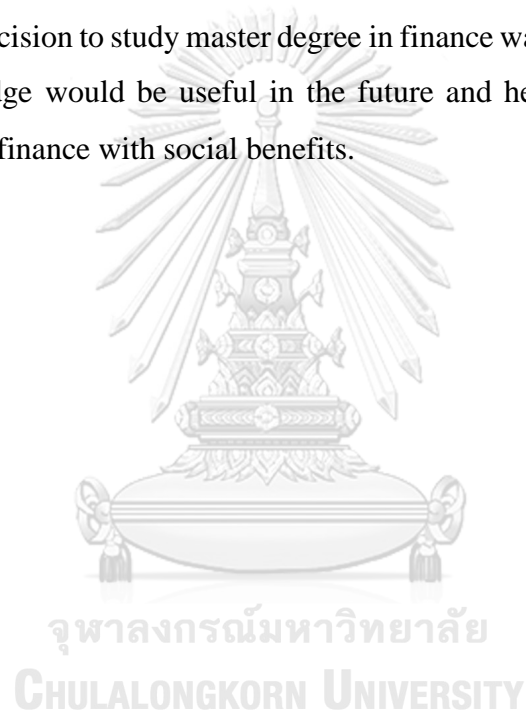 cision to study master degree in finance wa
dge would be useful in the future and he
finance with social benefits.
จุฬาลงกรณ์มหาวิทยาลัย
CHULALONGKORN UNIVERSITY